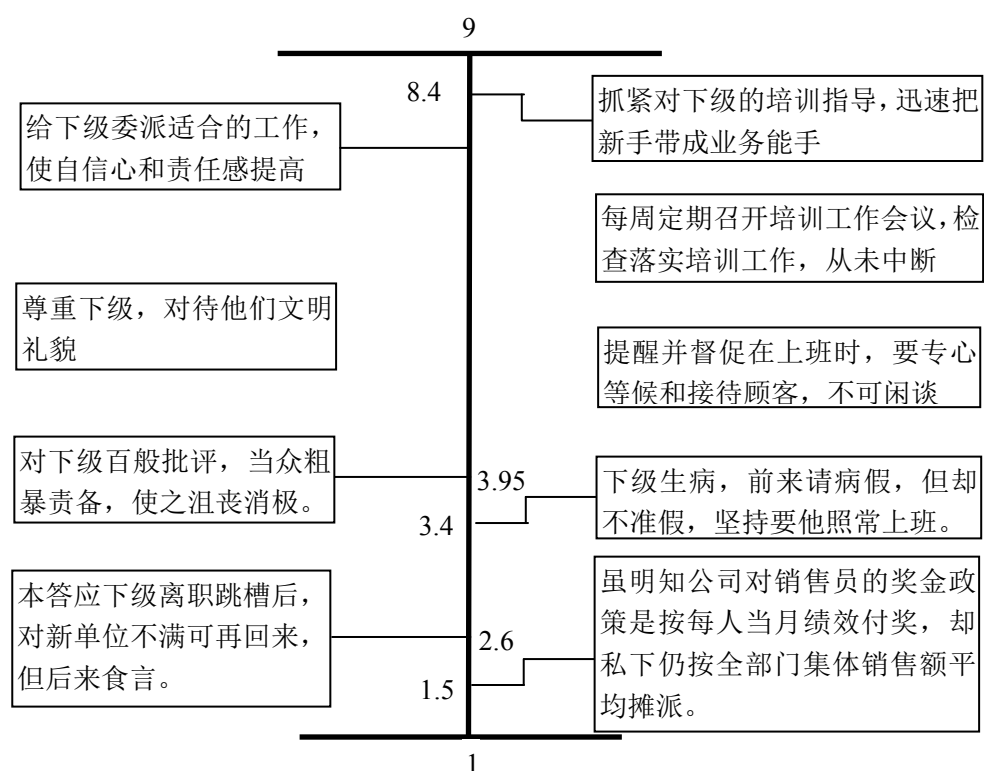 9
8.4
给下级委派适合的工作，
使自信心和责任感提高
抓紧对下级的培训指导，迅速把
新手带成业务能手
每周定期召开培训工作会议，检
查落实培训工作，从未中断
尊重下级，对待他们文明
礼貌
提醒并督促在上班时，要专心
等候和接待顾客，不可闲谈
对下级百般批评，当众粗
暴责备，使之沮丧消极。
3.95
3.4
下级生病，前来请病假，但却
不准假，坚持要他照常上班。
本答应下级离职跳槽后，
对新单位不满可再回来，
但后来食言。
2.6
1.5
虽明知公司对销售员的奖金政
策是按每人当月绩效付奖，却
私下仍按全部门集体销售额平
均摊派。
1